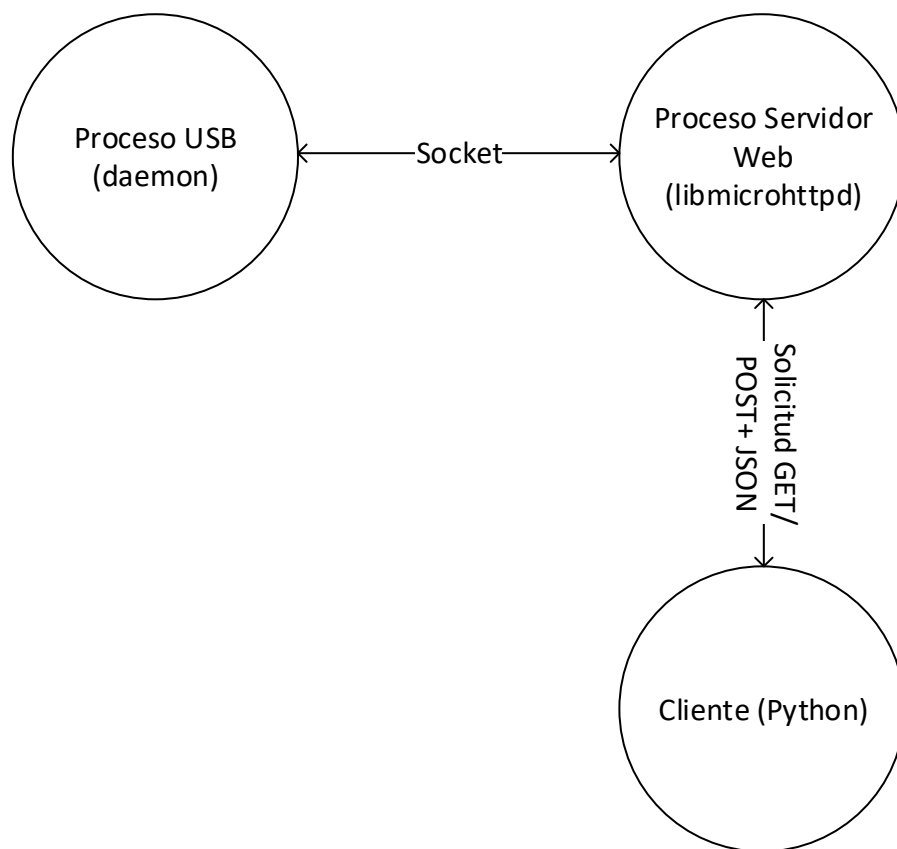 Proceso USB
(daemon)
Socket
Proceso Servidor
Web
(libmicrohttpd)
Solicitud GET/
POST+ JSON
Cliente (Python)